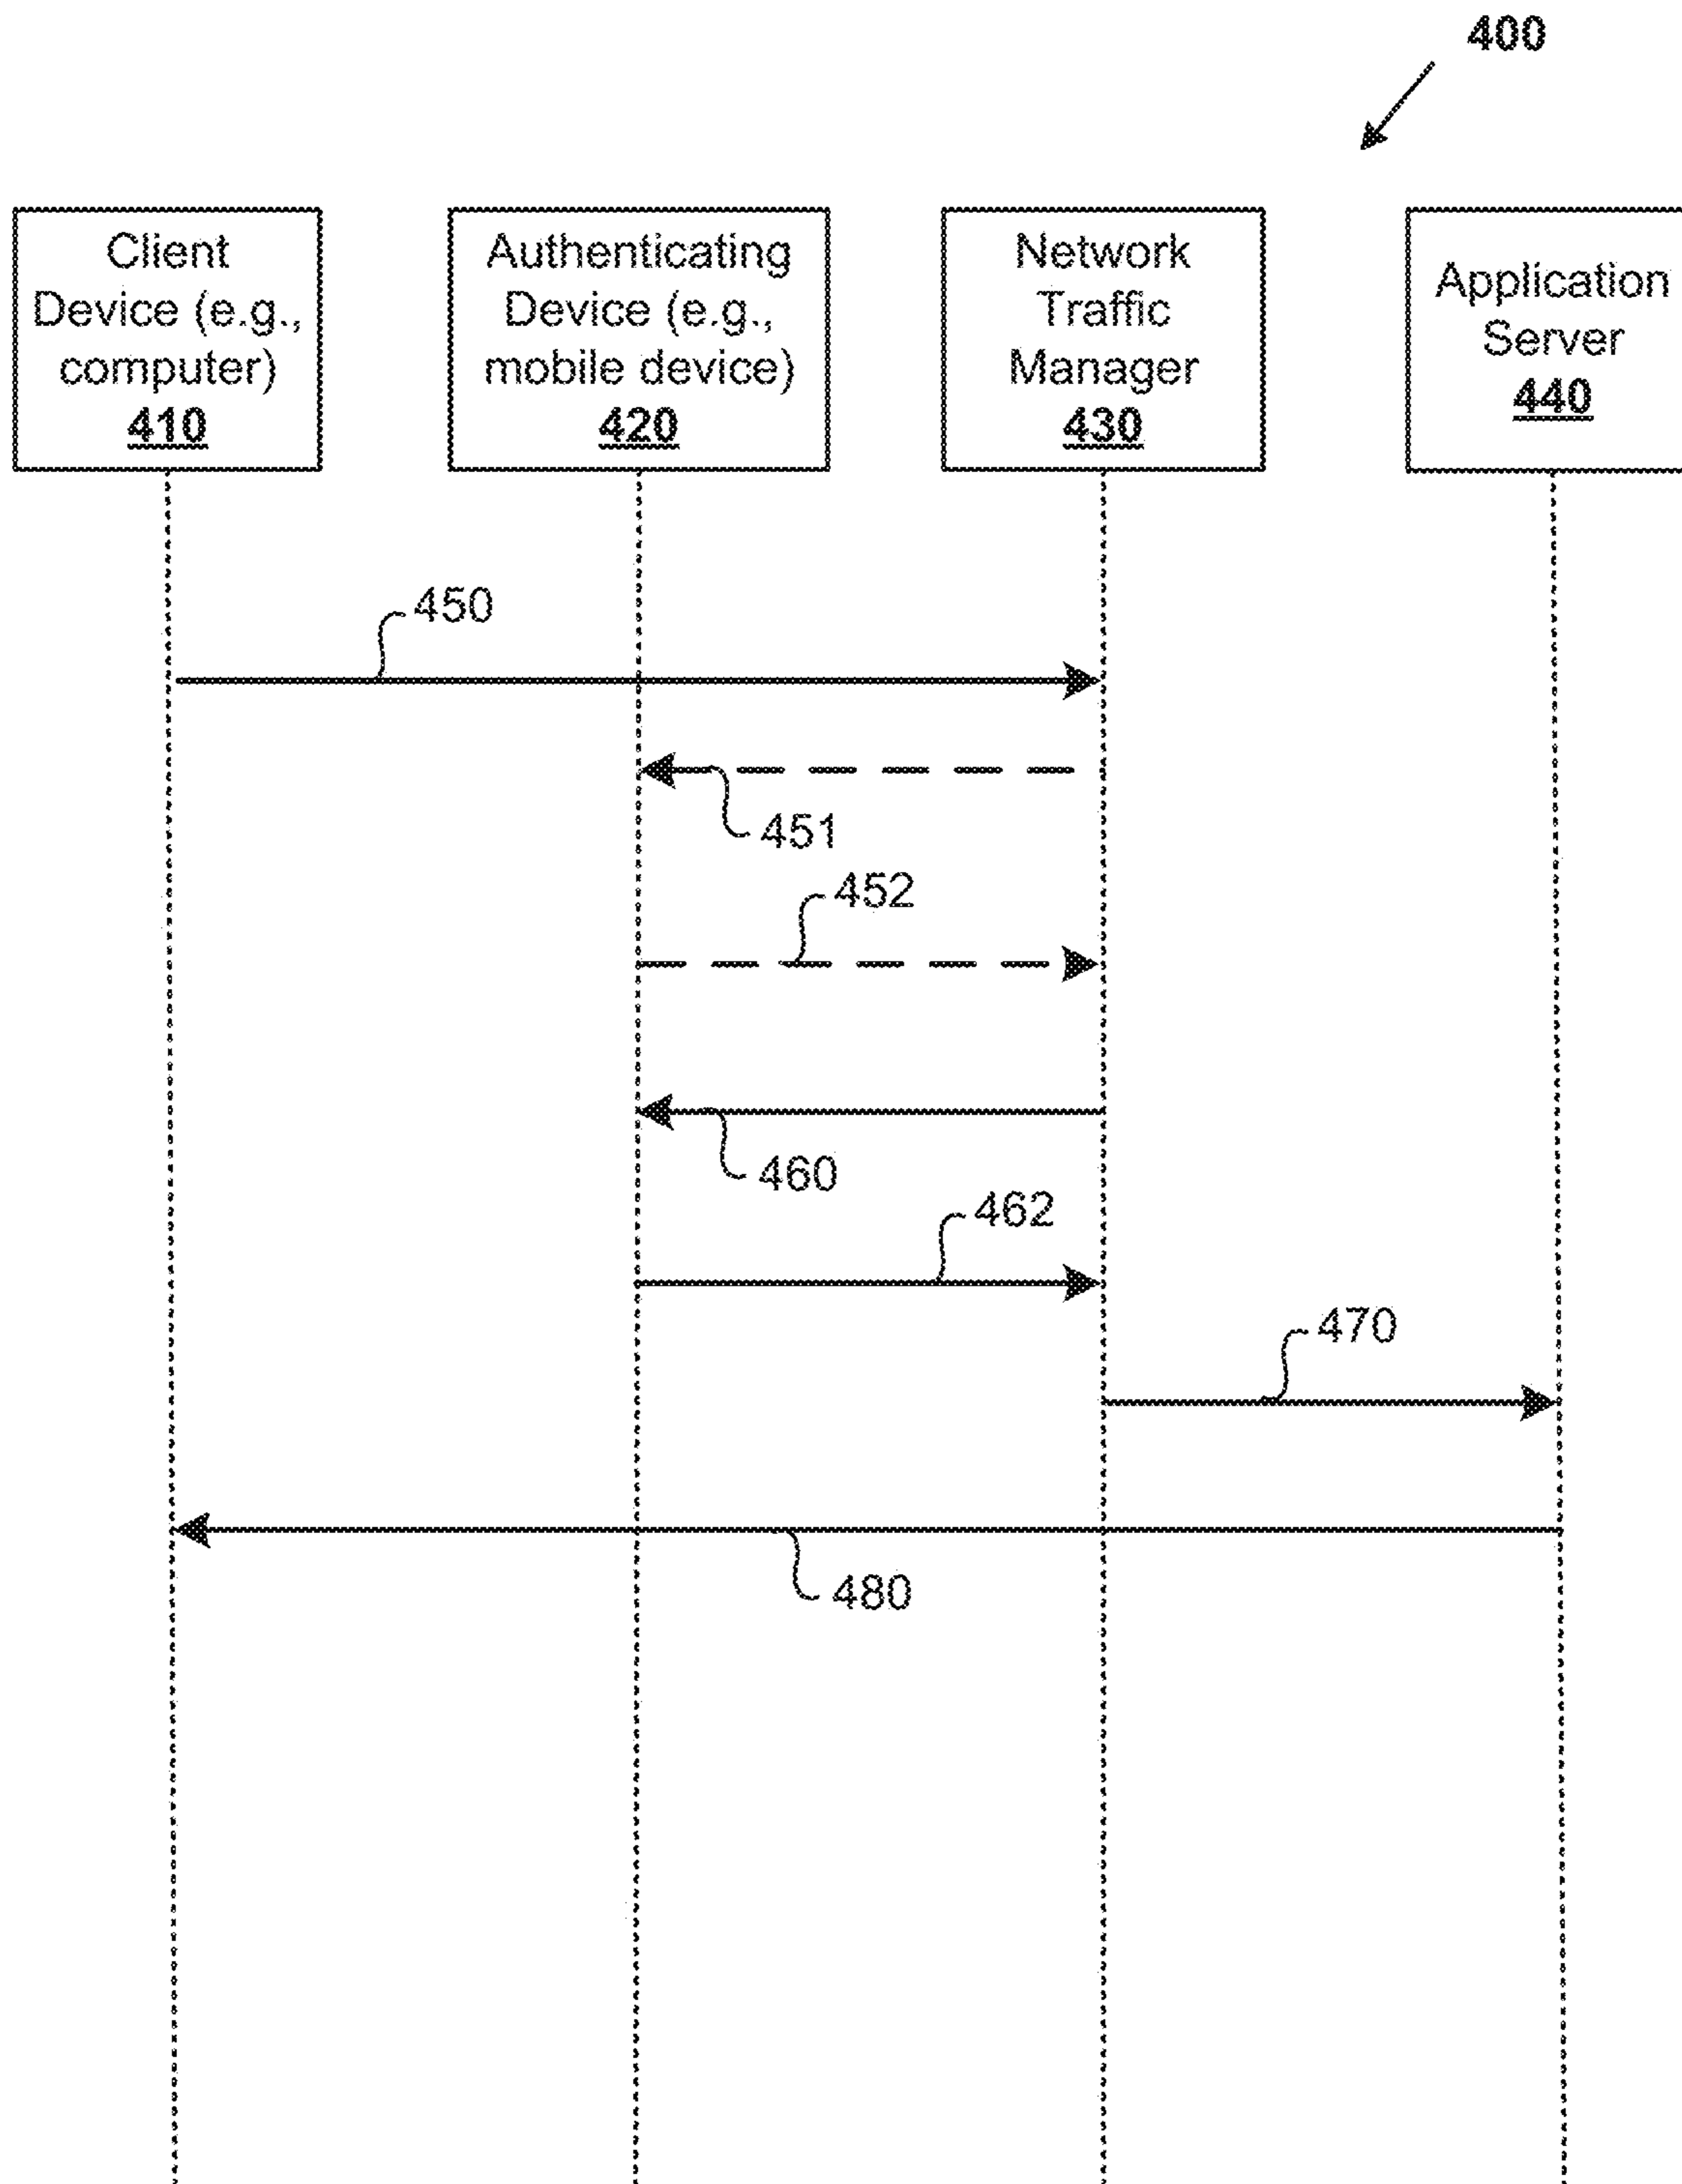 400
Client
Device (e.g.,
computer)
410
Authenticating
Device (e.g.,
mobile device)
420
Network
Traffic
Manager
430
Application
Server
440
450
451
452
460
462
470
480